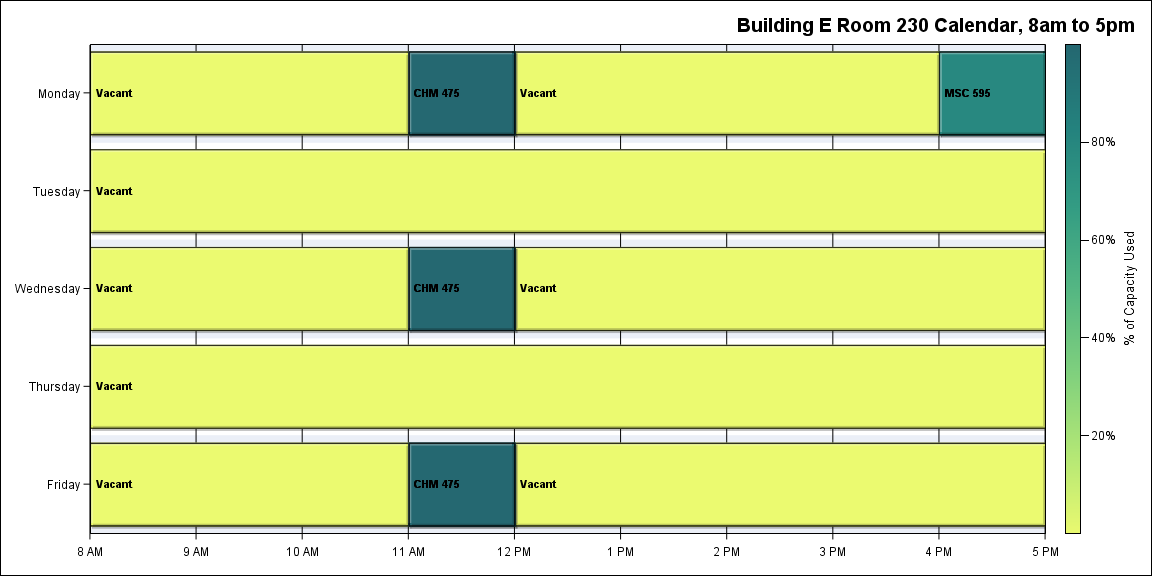 Building E Room 230 Calendar, 8am to 5pm
Monday
Vacant
CHM 475
Vacant
MSC 595
Tuesday
Vacant
Wednesday
Vacant
CHM 475
Vacant
Thursday
Vacant
Friday
Vacant
CHM 475
Vacant
8 AM
9 AM
10 AM
11 AM
12 PM
1 PM
2 PM
3 PM
4 PM
5 PM
80%
60%
40%
20%
% of Capacity Used